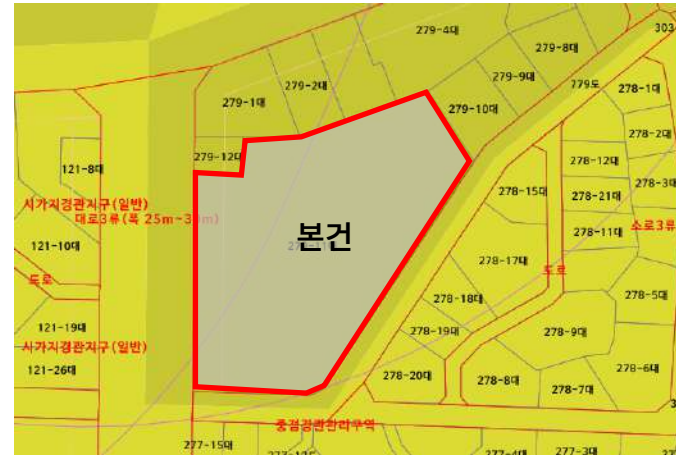 279-4대
303
279-8대
279-2대
279-9대
779도
278-1대
279-1대
279-10대
278-2대
279-12대
278-12대
121-8대
278-3대
278-15대
278-21대
시가지경관지구(일반)
대로3류(폭 25m~30m)
278-11대
소로3류
본건
121-10대
278-17대
도로
도로
278-18대
278-5대
121-19대
278-19대
278-9대
시가지경관지구(일반)
121-26대
278-20대
278-8대
278-6대
278-7대
중점경관관리구역
277-15대
277-4대
277-3대